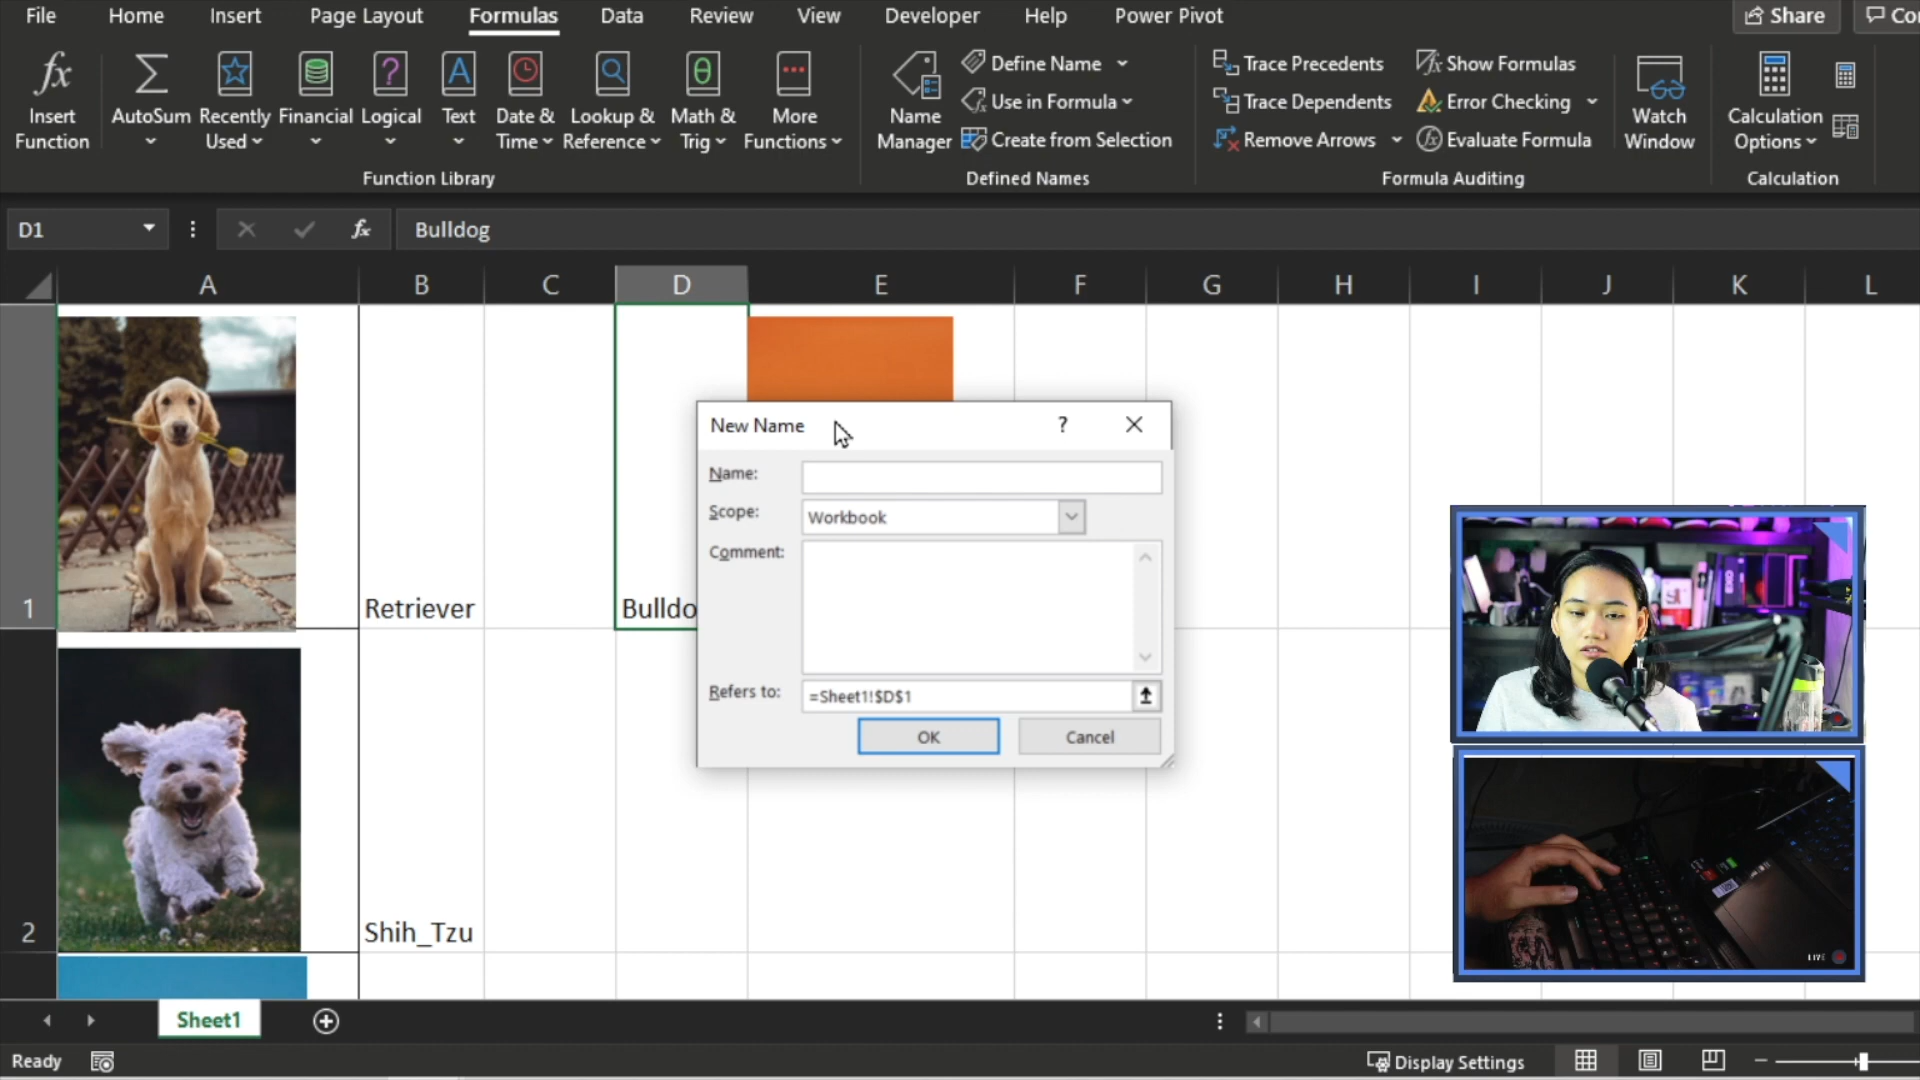 File Home Insert Page Layout Formulas Data Review View Developer Help Power Pivot Share
Insert Function
AutoSum
Recently Used
Financial
Logical
Text
Date & Time
Lookup & Reference
Math & Trig
More Functions
Function Library
Name Manager
Define Name
Use in Formula
Create from Selection
Defined Names
Trace Precedents
Trace Dependents
Remove Arrows
Show Formulas
Error Checking
Evaluate Formula
Formula Auditing
Watch Window
Calculation Options
Calculation
D1 fx Bulldog
A B C D E F G H I J K L
1
Retriever
Bulldo
New Name ?
Name:
Scope: Workbook
Comment:
Refers to: =Sheet1!$D$1
OK Cancel
2
Shih_Tzu
LIVE
Sheet1
Ready
Display Settings